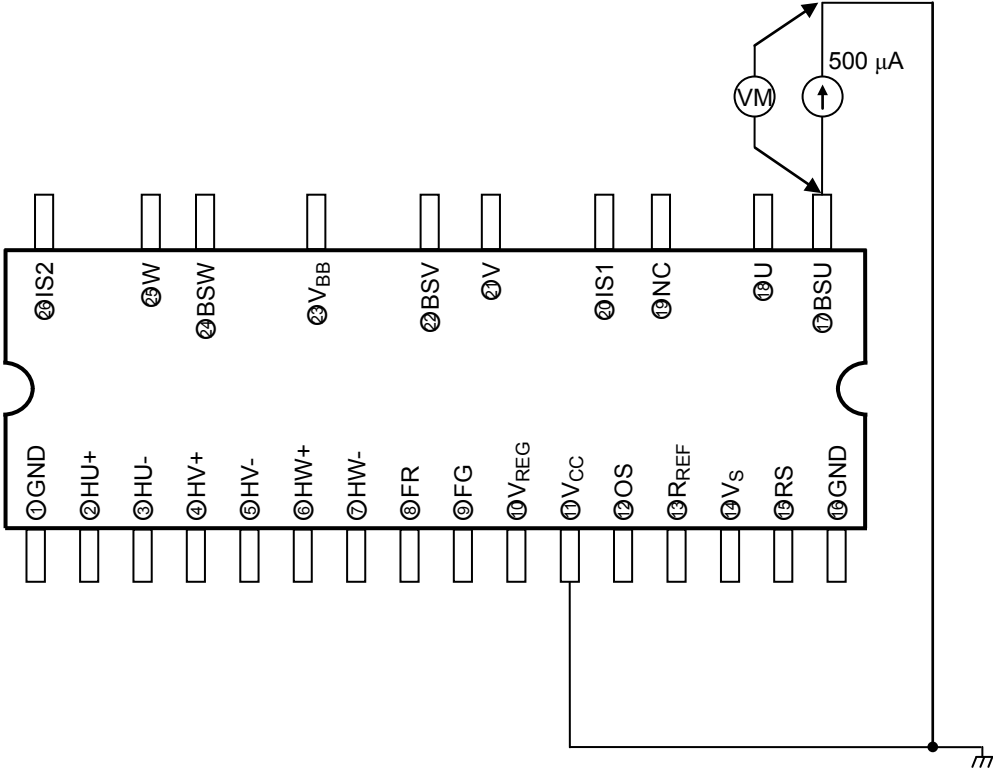 500 μA
VM
㉖IS2
㉕W
㉔BSW
㉓VBB
㉒BSV
㉑V
⑳IS1
⑲NC
⑱U
⑰BSU
①GND
②HU+
③HU-
④HV+
⑤HV-
⑥HW+
⑦HW-
⑧FR
⑨FG
⑩VREG
⑪VCC
⑫OS
⑬RREF
⑭VS
⑮RS
⑯GND